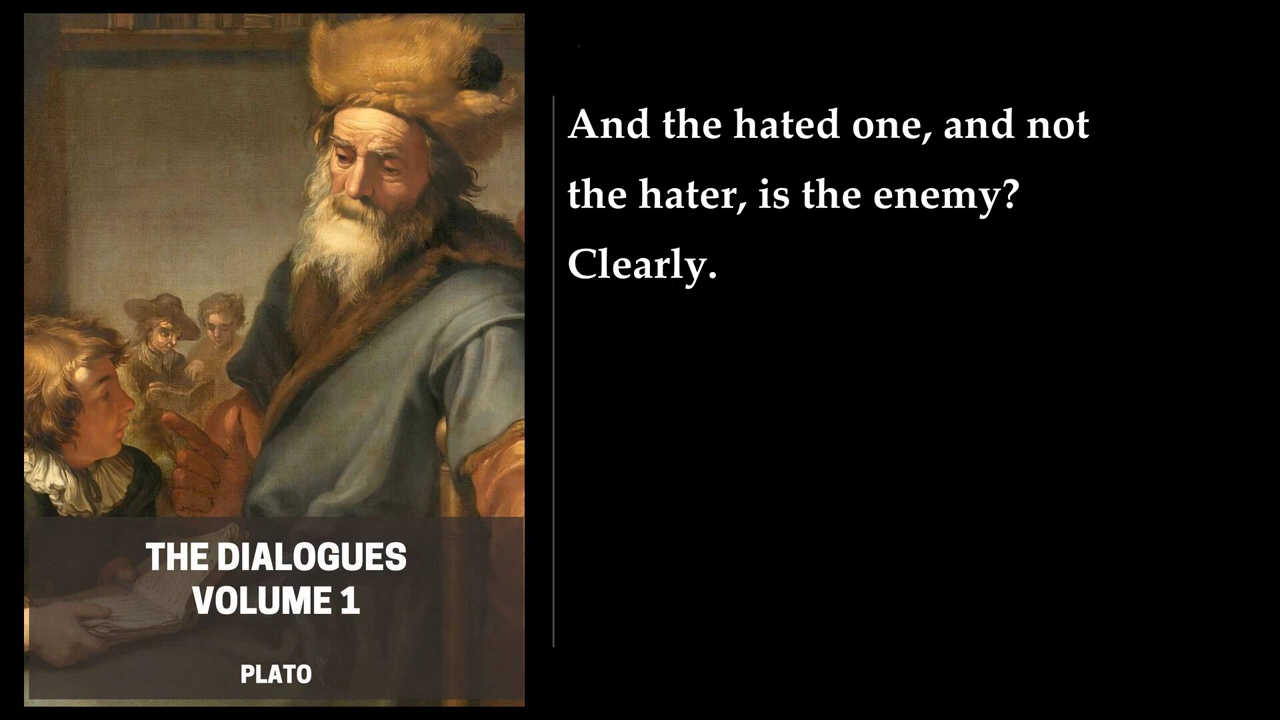 THE DIALOGUES
VOLUME 1
PLATO
And the hated one, and not
the hater, is the enemy?
Clearly.